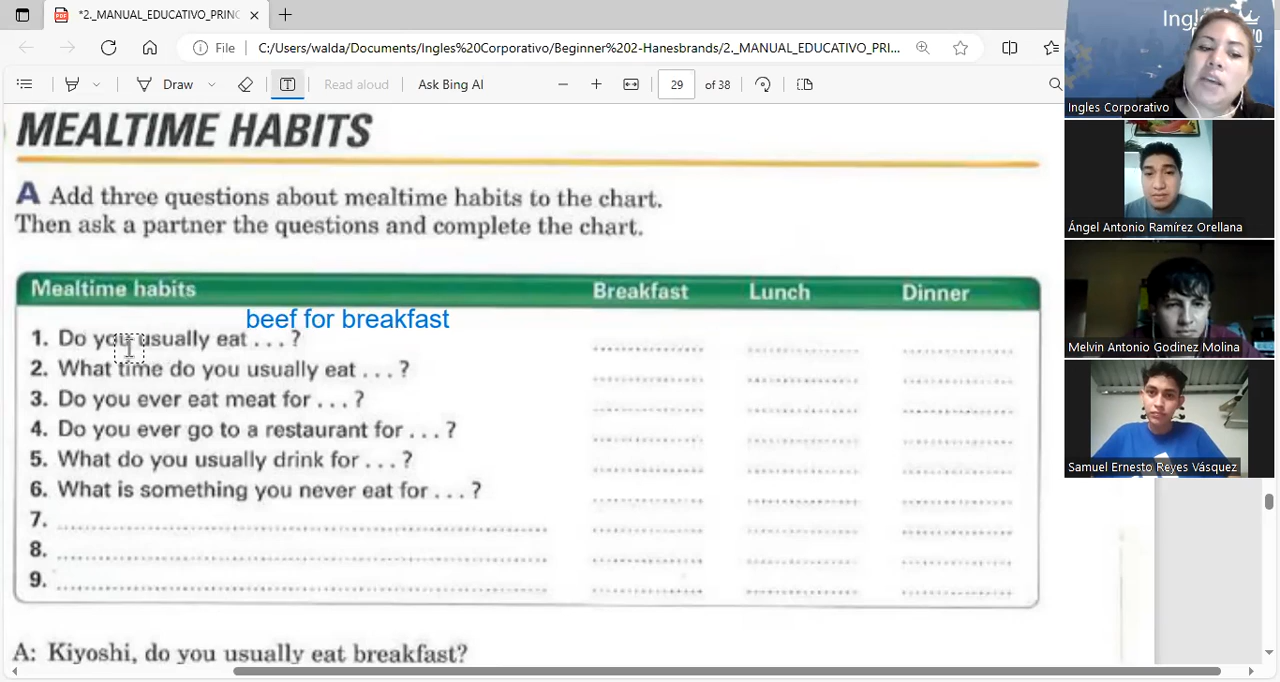 *2._MANUAL_EDUCATIVO_PRINC
File
C:/Users/walda/Documents/Ingles%20Corporativo/Beginner%202-Hanesbrands/2._MANUAL_EDUCATIVO_PRI...
Draw
Read aloud
Ask Bing AI
29
of 38
MEALTIME HABITS
A Add three questions about mealtime habits to the chart.
Then ask a partner the questions and complete the chart.
Mealtime habits Breakfast Lunch Dinner
beef for breakfast
1. Do you usually eat . . . ?
2. What time do you usually eat . . . ?
3. Do you ever eat meat for . . . ?
4. Do you ever go to a restaurant for . . . ?
5. What do you usually drink for . . . ?
6. What is something you never eat for . . . ?
7.
8.
9.
A: Kiyoshi, do you usually eat breakfast?
Ingles Corporativo
Ángel Antonio Ramírez Orellana
Melvin Antonio Godinez Molina
Samuel Ernesto Reyes Vásquez